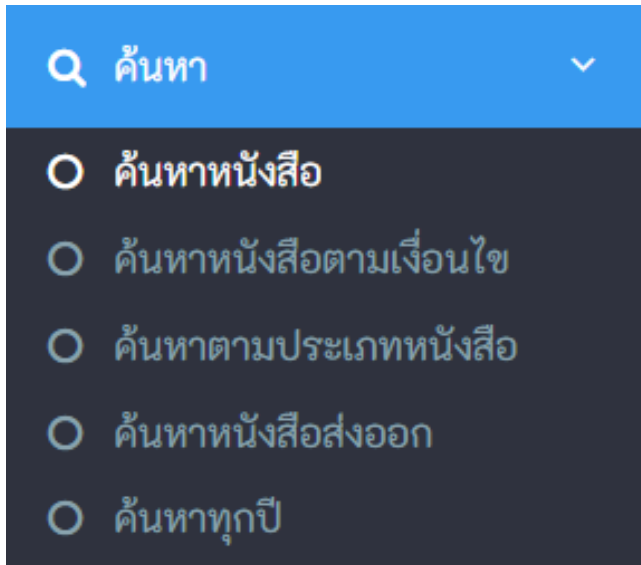 ค้นหา
ค้นหาหนังสือ
ค้นหาหนังสือตามเงื่อนไข
ค้นหาตามประเภทหนังสือ
ค้นหาหนังสือส่งออก
ค้นหาทุกปี